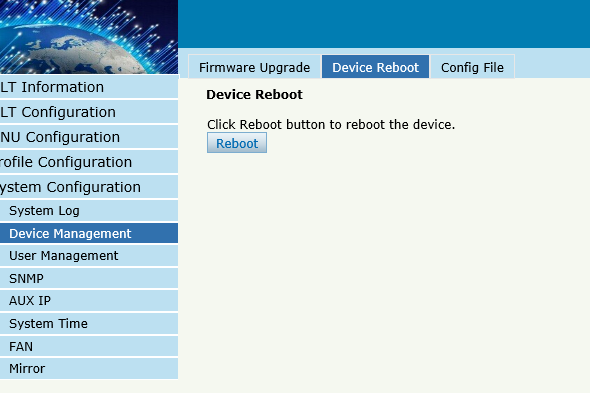 Firmware Upgrade
Device Reboot
Config File
LT Information
LT Configuration
NU Configuration
rofile Configuration
ystem Configuration
System Log
Device Management
User Management
SNMP
AUX IP
System Time
FAN
Mirror
Device Reboot
Click Reboot button to reboot the device.
Reboot